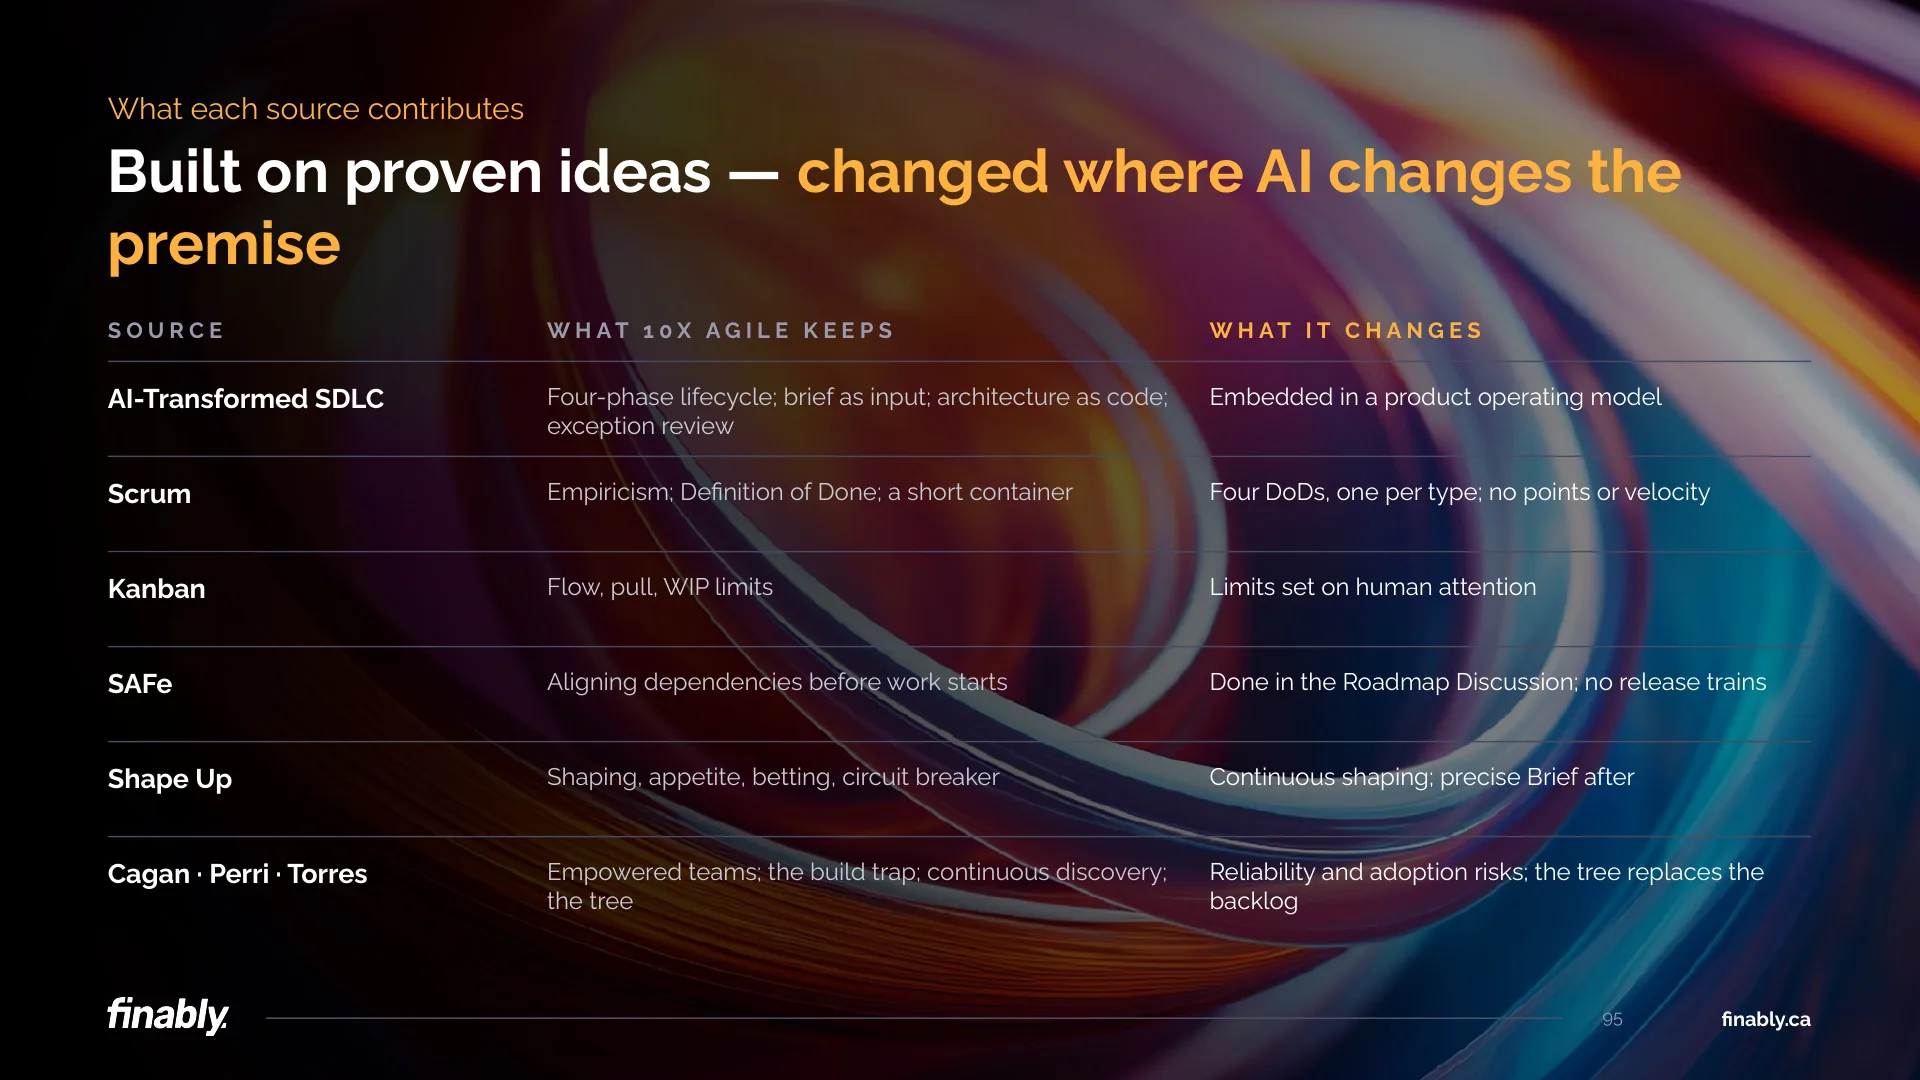 What each source contributes
Built on proven ideas — changed where AI changes the
premise
SOURCE
WHAT 10X AGILE KEEPS
WHAT IT CHANGES
AI-Transformed SDLC
Four-phase lifecycle; brief as input; architecture as code;
exception review
Embedded in a product operating model
Scrum
Empiricism; Definition of Done; a short container
Four DoDs, one per type; no points or velocity
Kanban
Flow, pull, WIP limits
Limits set on human attention
SAFe
Aligning dependencies before work starts
Done in the Roadmap Discussion; no release trains
Shape Up
Shaping, appetite, betting, circuit breaker
Continuous shaping; precise Brief after
Cagan · Perri · Torres
Empowered teams; the build trap; continuous discovery;
the tree
Reliability and adoption risks; the tree replaces the
backlog
finably.
95
finably.ca